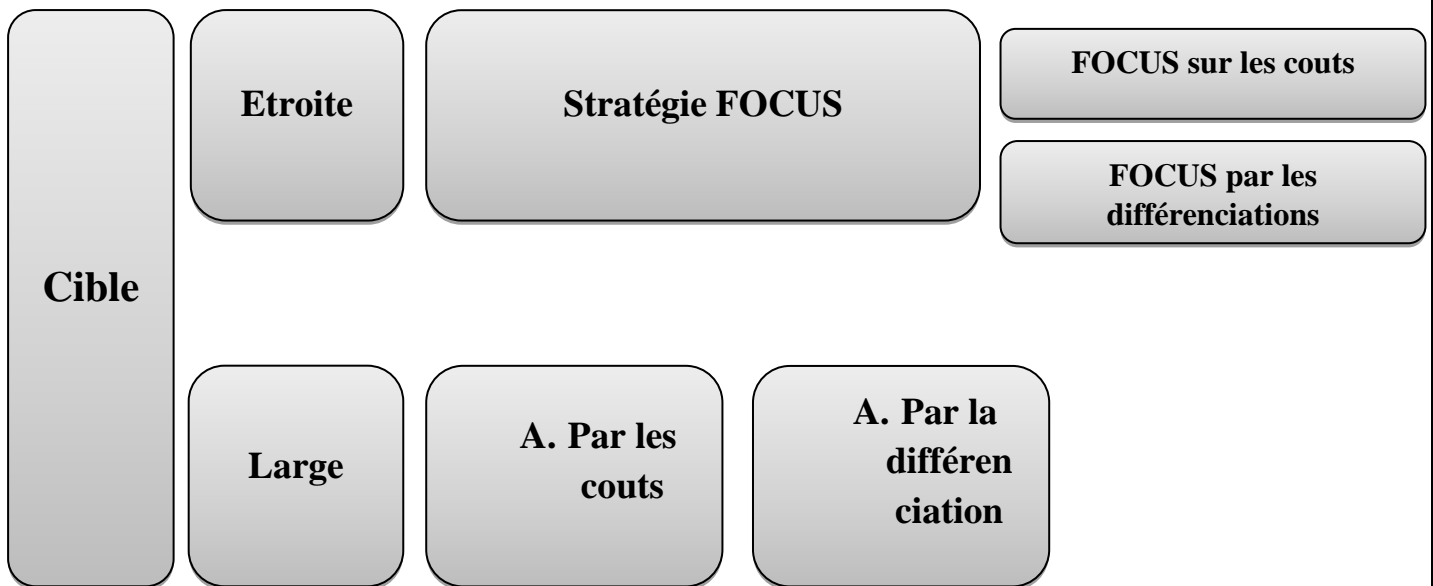 Cible
Etroite
Stratégie FOCUS
FOCUS sur les couts
FOCUS par les
différenciations
Large
A. Par les
couts
A. Par la
différen
ciation